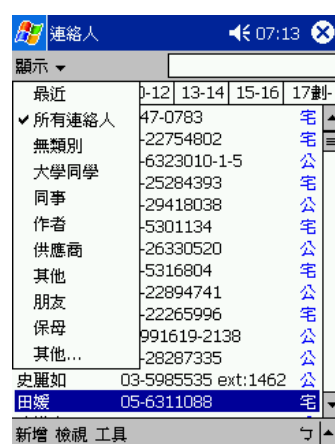 連絡人 07:13
顯示
最近 0-12 13-14 15-16 17劃-
所有連絡人 47-0783 宅
無類別 -22754802 宅
大學同學 -6323010-1-5 公
同事 -25284393 宅
作者 -29418038 公
供應商 -5301134 宅
其他 -26330520 公
朋友 -5316804 宅
保母 -22894741 公
其他... -22265996 宅
991619-2138 公
-28287335 公
史麗如 03-5985535 ext:1462 公
田媛 05-6311088 宅
新增 檢視 工具 ㄅ